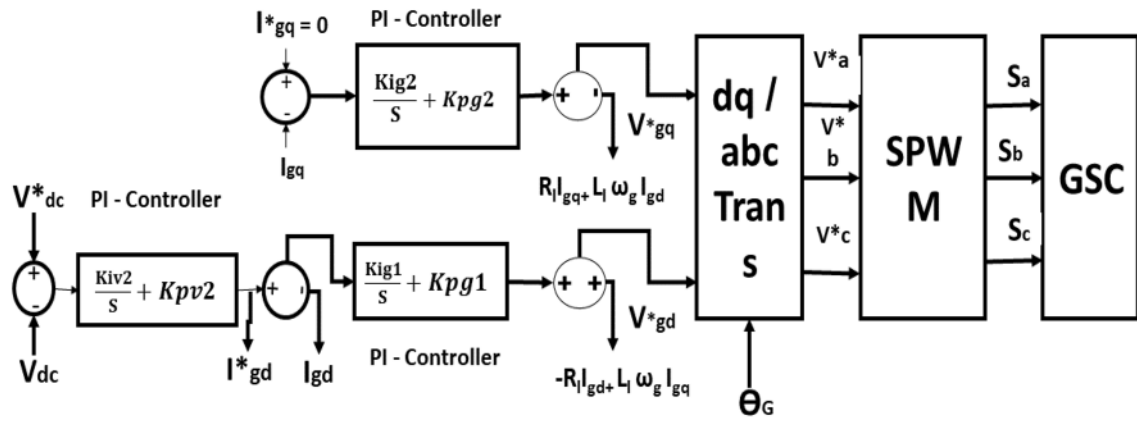 I*gq = 0
PI - Controller
+
-
Igq
Kig2/S + Kpg2
+
-
V*gq
RlIgq+ Ll ωg Igd
V*dc
PI - Controller
+
-
Vdc
Kiv2/S + Kpv2
I*gd
+
-
Igd
Kig1/S + Kpg1
PI - Controller
+
+
V*gd
-RlIgd+ Ll ωg Igq
dq /
abc
Tran
s
ΘG
V*a
V*
b
V*c
SPW
M
Sa
Sb
Sc
GSC